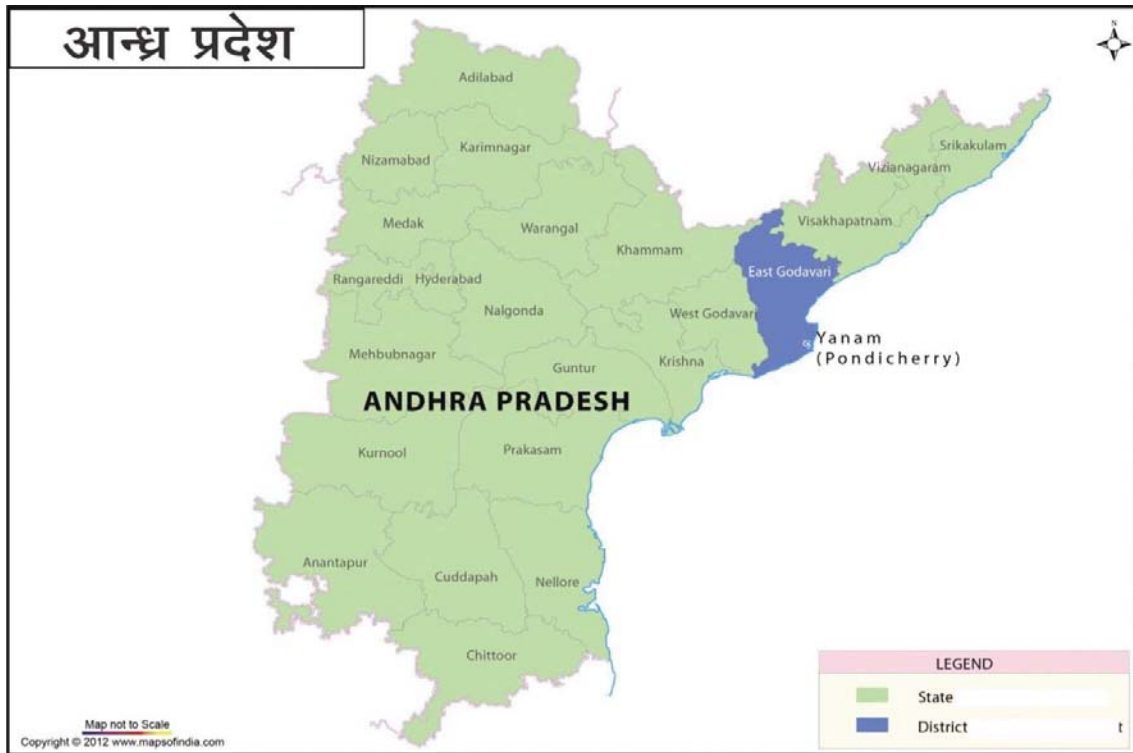 आन्ध्र प्रदेश
N
Adilabad
Karimnagar
Nizamabad
Srikakulam
Vizianagaram
Medak
Warangal
Visakhapatnam
Khammam
East Godavari
Rangareddi
Hyderabad
Nalgonda
West Godavari
Yanam
(Pondicherry)
Mehbubnagar
Guntur
Krishna
ANDHRA PRADESH
Kurnool
Prakasam
Anantapur
Cuddapah
Nellore
Chittoor
LEGEND
State
District t
Map not to Scale
Copyright © 2012 www.mapsofindia.com